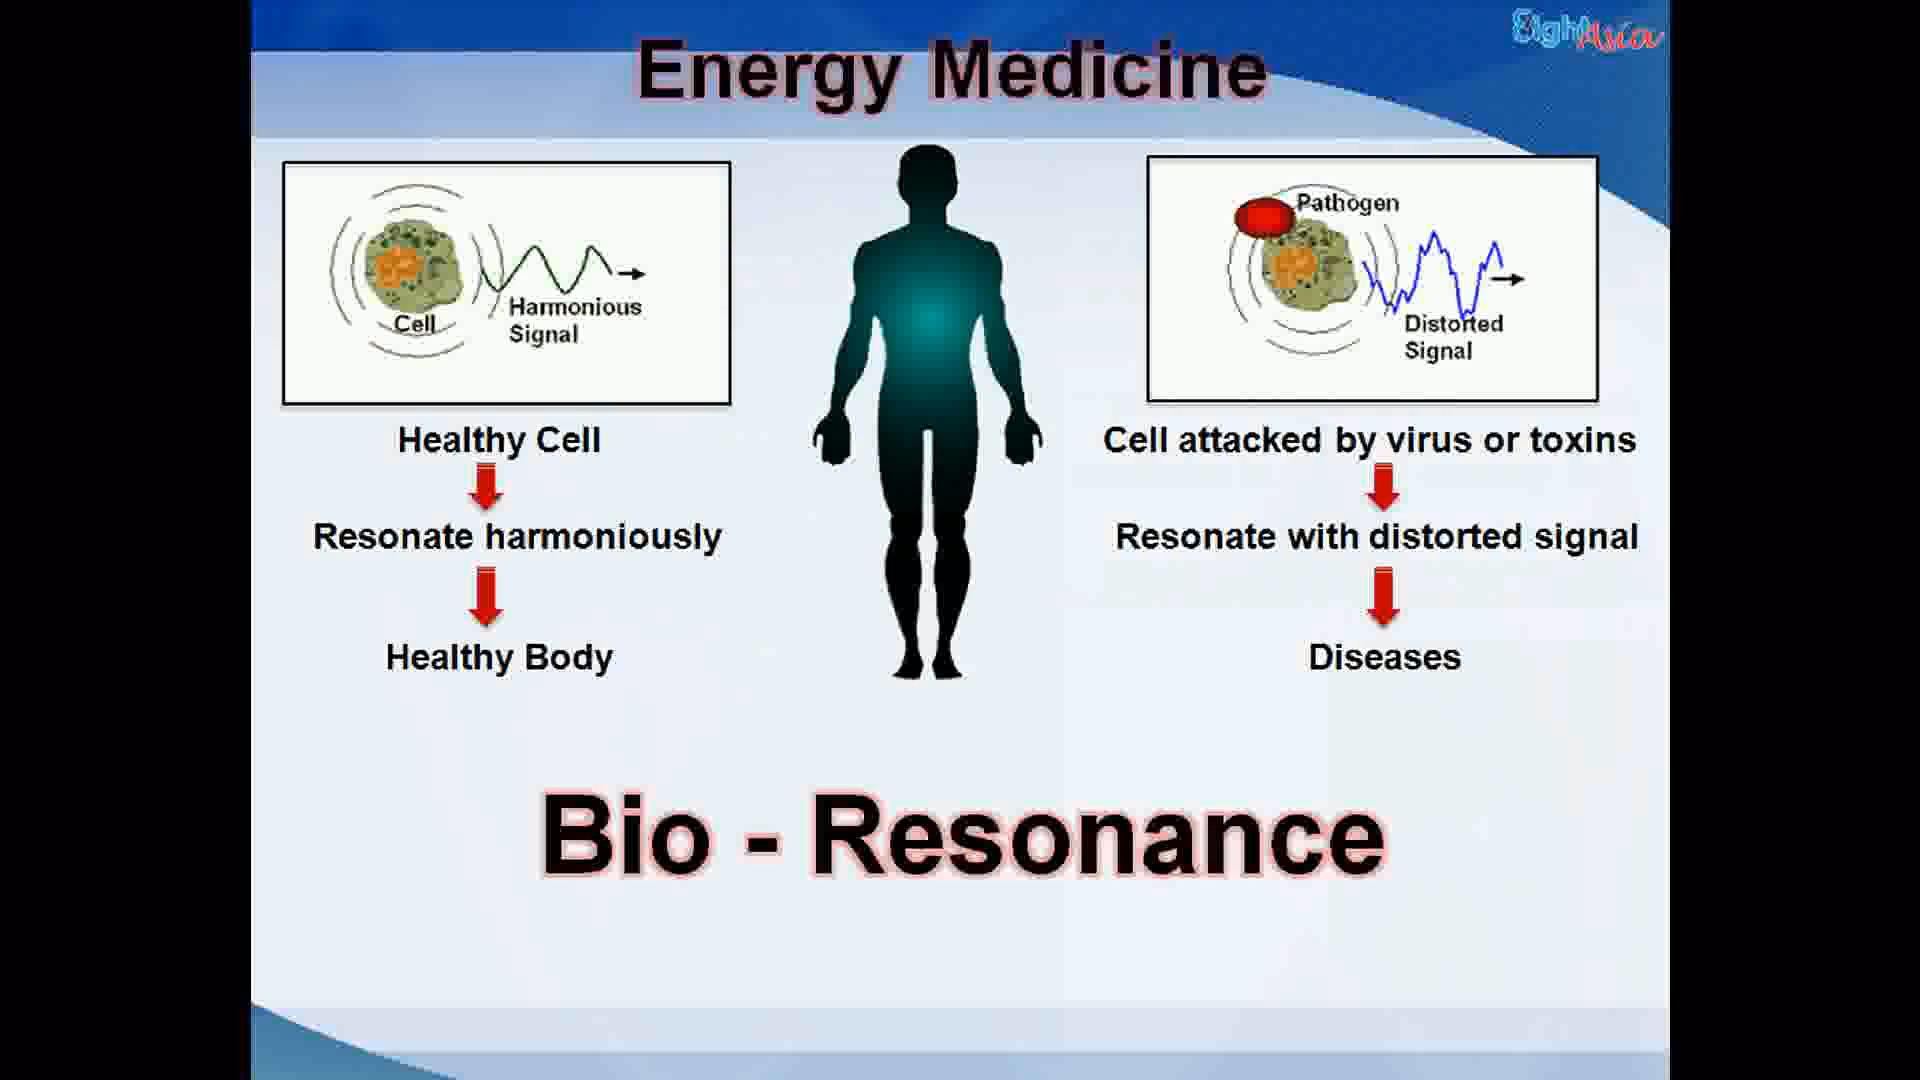 Energy Medicine
Cell
Harmonious
Signal
Healthy Cell
Resonate harmoniously
Healthy Body
Pathogen
Distorted
Signal
Cell attacked by virus or toxins
Resonate with distorted signal
Diseases
Bio - Resonance